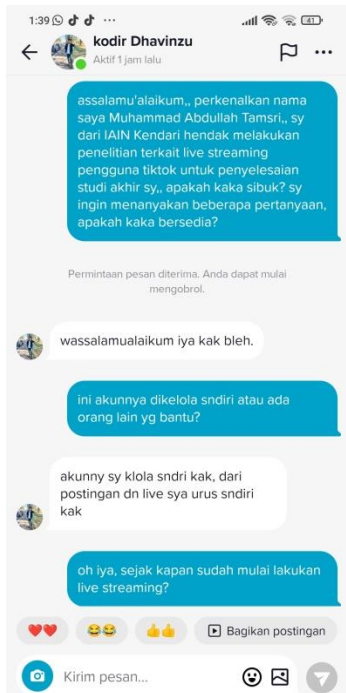 1:39
41
kodir Dhavinzu
Aktif 1 jam lalu
assalamu'alaikum,, perkenalkan nama
saya Muhammad Abdullah Tamsri,, sy
dari IAIN Kendari hendak melakukan
penelitian terkait live streaming
pengguna tiktok untuk penyelesaian
studi akhir sy,, apakah kaka sibuk? sy
ingin menanyakan beberapa pertanyaan,
apakah kaka bersedia?
Permintaan pesan diterima. Anda dapat mulai
mengobrol.
wassalamualaikum iya kak bleh.
ini akunnya dikelola sndiri atau ada
orang lain yg bantu?
akunny sy klola sndri kak, dari
postingan dn live sya urus sndiri
kak
oh iya, sejak kapan sudah mulai lakukan
live streaming?
Bagikan postingan
Kirim pesan...